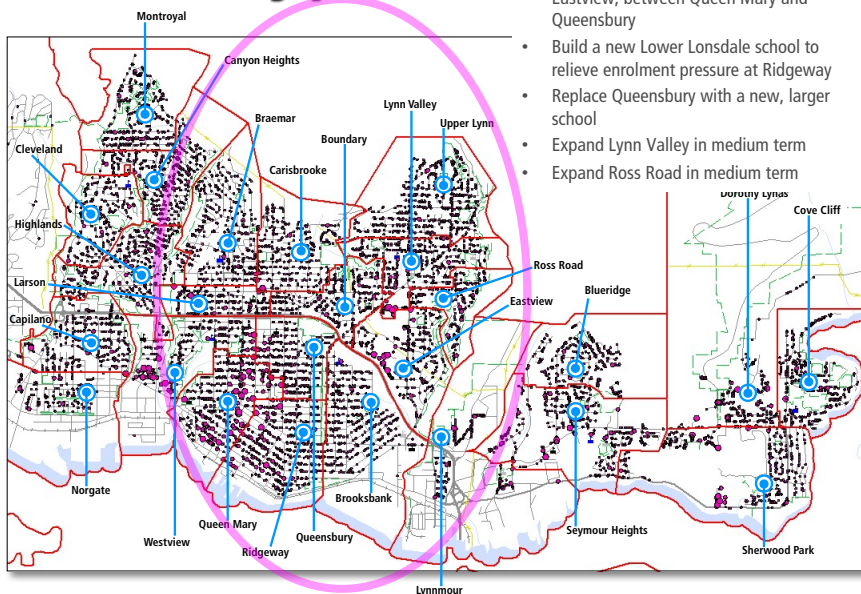 Eastview, between Queen Mary and
Queensbury
• Build a new Lower Lonsdale school to
relieve enrolment pressure at Ridgeway
• Replace Queensbury with a new, larger
school
• Expand Lynn Valley in medium term
• Expand Ross Road in medium term
Montroyal
Canyon Heights
Braemar
Lynn Valley
Upper Lynn
Boundary
Cleveland
Carisbrooke
Dorothy Lynas
Cove Cliff
Highlands
Ross Road
Larson
Eastview
Blueridge
Capilano
Norgate
Brooksbank
Queen Mary
Westview
Ridgeway
Queensbury
Seymour Heights
Sherwood Park
Lynnmour